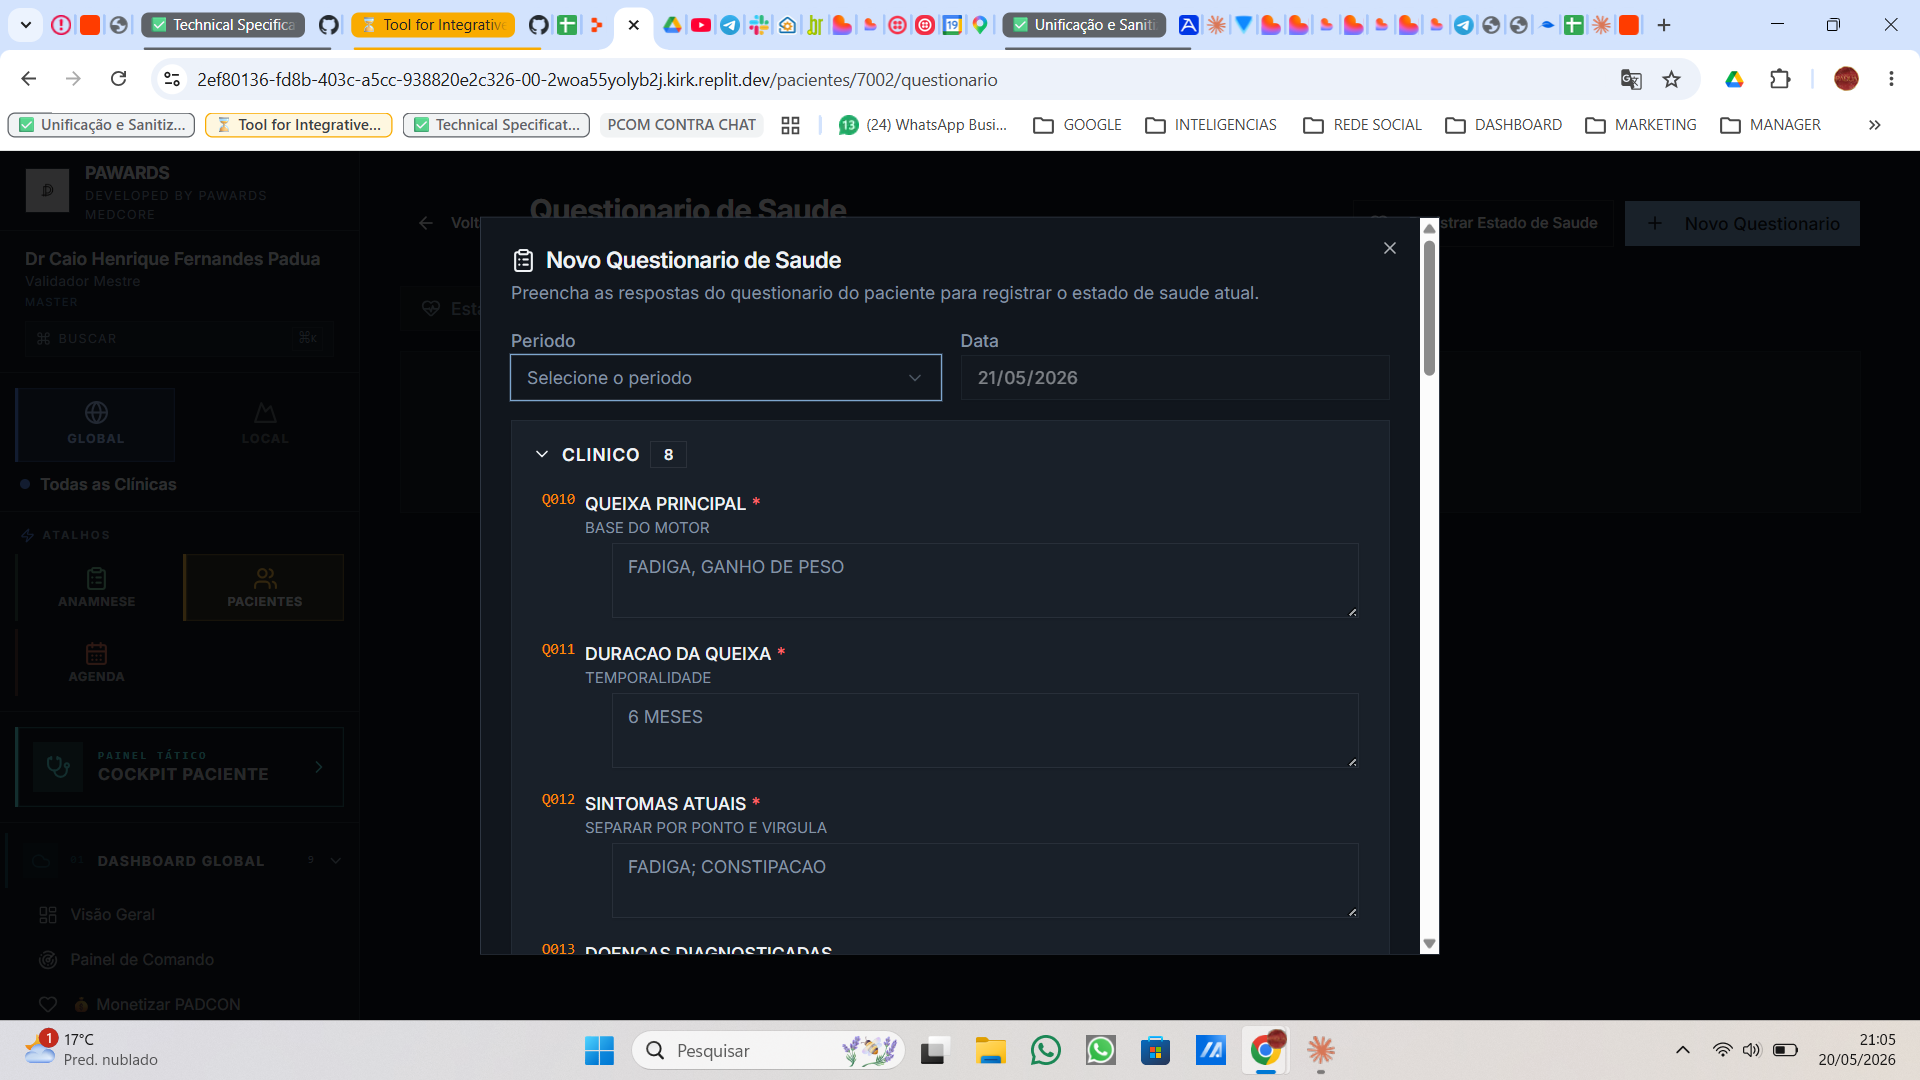 Technical Specifica
Tool for Integrative
Unificação e Saniti
2ef80136-fd8b-403c-a5cc-938820e2c326-00-2woa55yolyb2j.kirk.replit.dev/pacientes/7002/questionario
Unificação e Sanitiz...
Tool for Integrative...
Technical Specificat...
PCOM CONTRA CHAT
13 (24) WhatsApp Busi...
GOOGLE
INTELIGENCIAS
REDE SOCIAL
DASHBOARD
MARKETING
MANAGER
PAWARDS
DEVELOPED BY PAWARDS
MEDCORE
Dr Caio Henrique Fernandes Padua
Validador Mestre
MASTER
BUSCAR ⌘K
GLOBAL
LOCAL
Todas as Clínicas
ATALHOS
ANAMNESE
PACIENTES
AGENDA
PAINEL TÁTICO
COCKPIT PACIENTE
DASHBOARD GLOBAL 9
Visão Geral
Painel de Comando
Monetizar PADCON
Volt
Questionario de Saude
strar Estado de Saude
+ Novo Questionario
Esta
Novo Questionario de Saude
Preencha as respostas do questionario do paciente para registrar o estado de saude atual.
Periodo
Selecione o periodo
Data
21/05/2026
CLINICO 8
Q010 QUEIXA PRINCIPAL *
BASE DO MOTOR
FADIGA, GANHO DE PESO
Q011 DURACAO DA QUEIXA *
TEMPORALIDADE
6 MESES
Q012 SINTOMAS ATUAIS *
SEPARAR POR PONTO E VIRGULA
FADIGA; CONSTIPACAO
Q013 DOENCAS DIAGNOSTICADAS
1
17°C
Pred. nublado
Pesquisar
21:05
20/05/2026